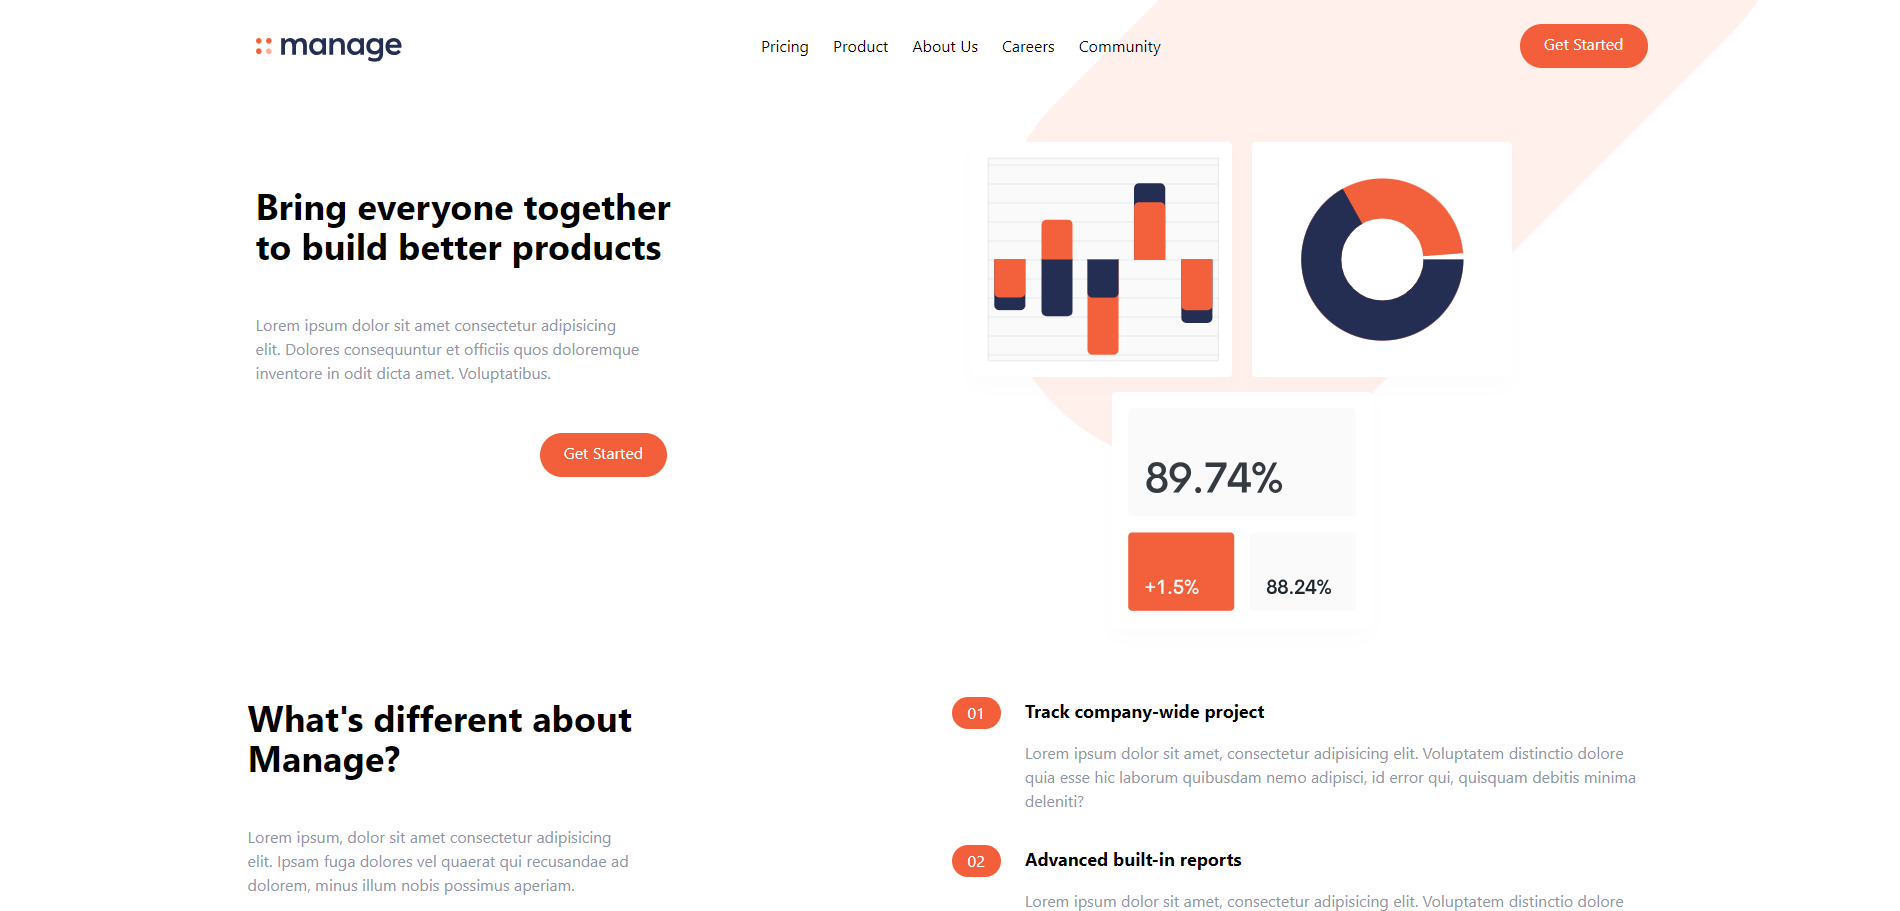 manage
Pricing Product About Us Careers Community
Get Started
Bring everyone together
to build better products
Lorem ipsum dolor sit amet consectetur adipisicing
elit. Dolores consequuntur et officiis quos doloremque
inventore in odit dicta amet. Voluptatibus.
Get Started
89.74%
+1.5%
88.24%
What's different about
Manage?
Lorem ipsum, dolor sit amet consectetur adipisicing
elit. Ipsam fuga dolores vel quaerat qui recusandae ad
dolorem, minus illum nobis possimus aperiam.
01
Track company-wide project
Lorem ipsum dolor sit amet, consectetur adipisicing elit. Voluptatem distinctio dolore
quia esse hic laborum quibusdam nemo adipisci, id error qui, quisquam debitis minima
deleniti?
02
Advanced built-in reports
Lorem ipsum dolor sit amet, consectetur adipisicing elit. Voluptatem distinctio dolore